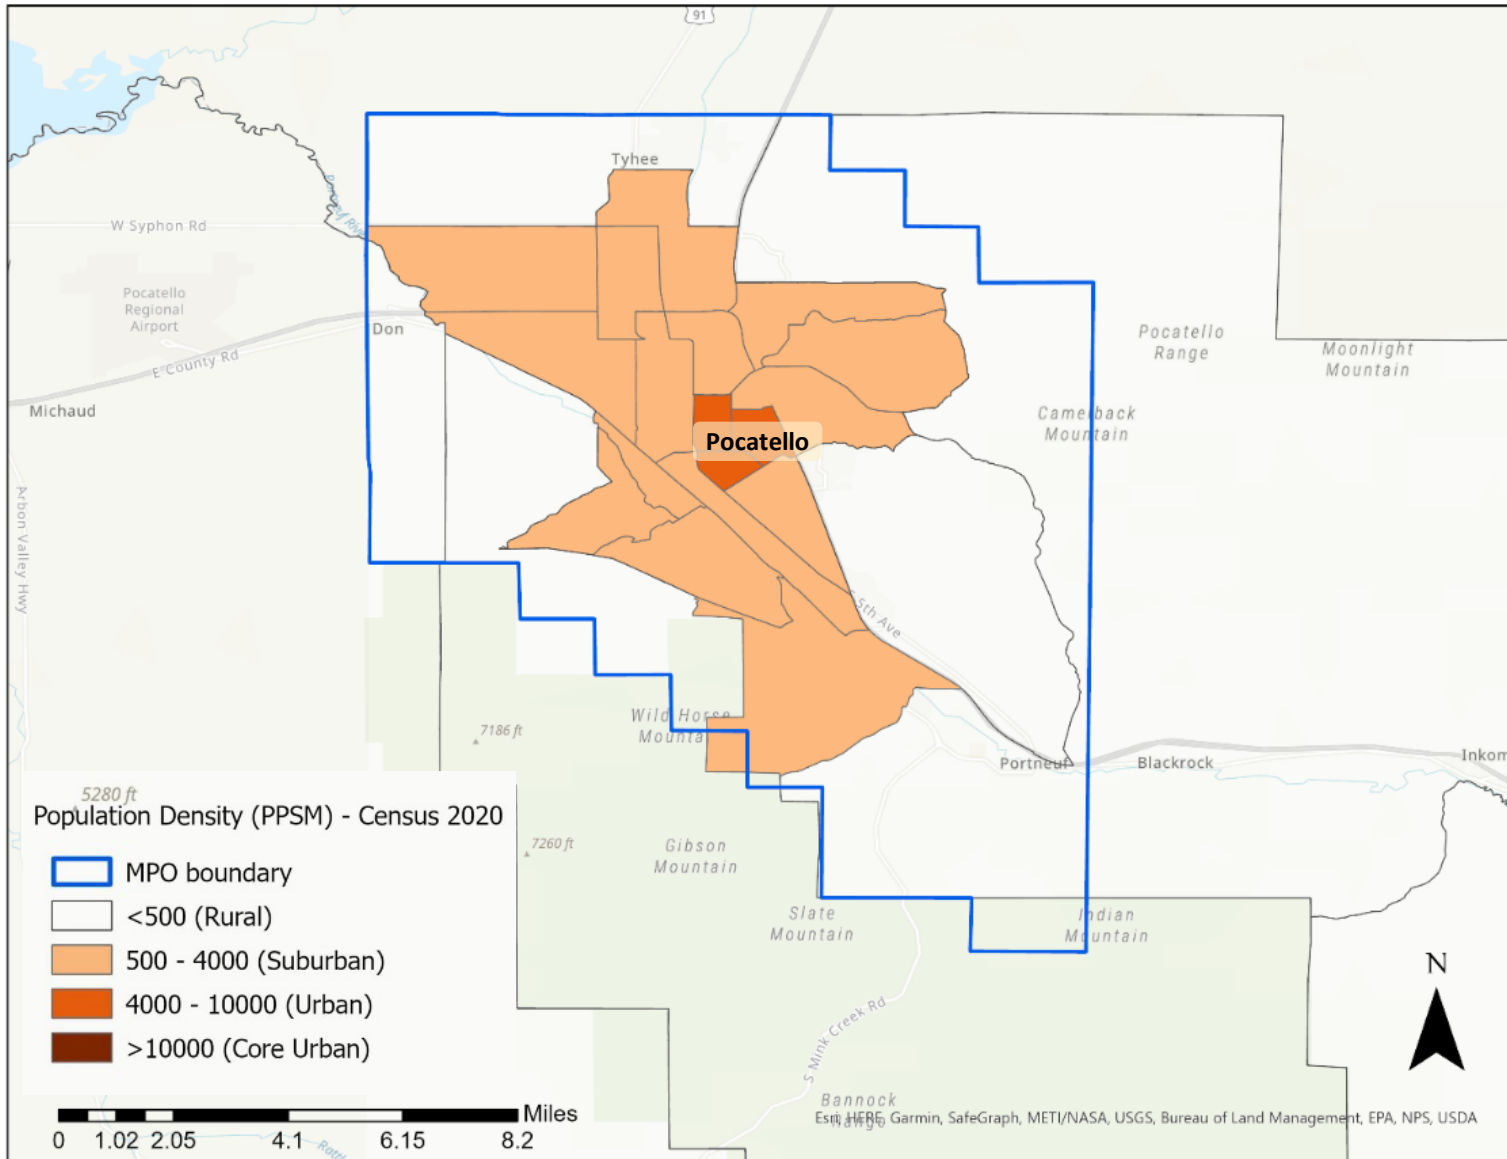 91
Tyhee
Portneuf River
W Syphon Rd
Pocatello
Regional
Airport
Don
E County Rd
Michaud
Pocatello
Range
Moonlight
Mountain
Camelback
Mountain
Pocatello
Arbon Valley Hwy
S 5th Ave
Wild Horse
Mounta
7186 ft
Portneuf
Blackrock
Inkom
5280 ft
Population Density (PPSM) - Census 2020
MPO boundary
<500 (Rural)
500 - 4000 (Suburban)
4000 - 10000 (Urban)
>10000 (Core Urban)
7260 ft
Gibson
Mountain
Slate
Mountain
Indian
Mountain
N
S Mink Creek Rd
Bannock
Range
Esri, HERE, Garmin, SafeGraph, METI/NASA, USGS, Bureau of Land Management, EPA, NPS, USDA
Miles
0 1.02 2.05 4.1 6.15 8.2